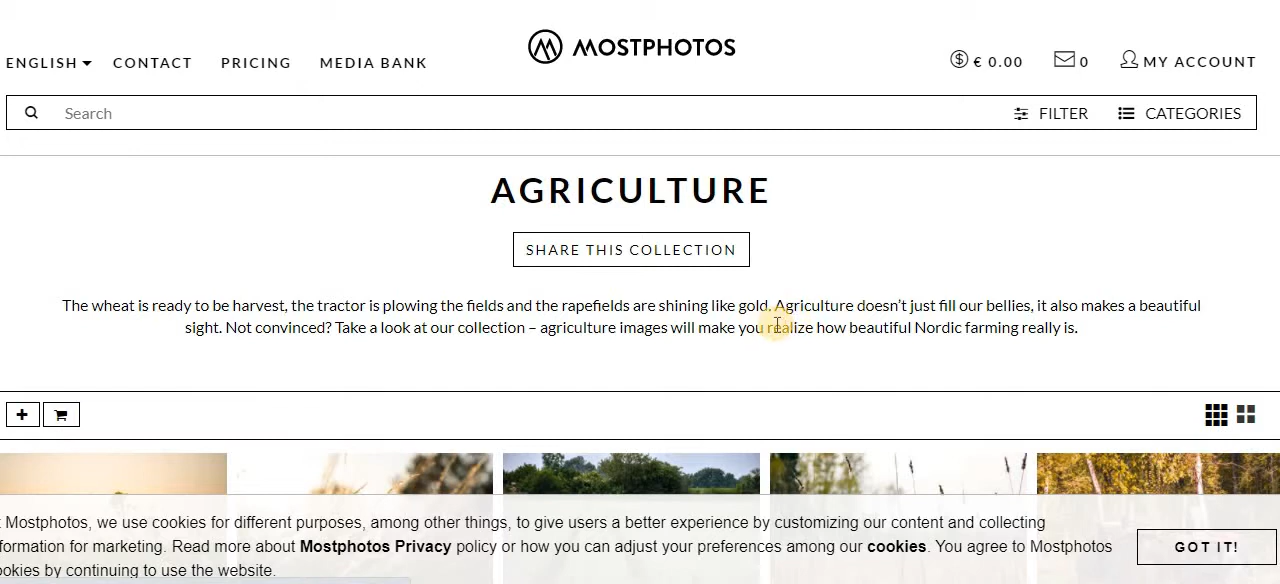 MOSTPHOTOS
ENGLISH CONTACT PRICING MEDIA BANK € 0.00 0 MY ACCOUNT
Search FILTER CATEGORIES
AGRICULTURE
SHARE THIS COLLECTION
The wheat is ready to be harvest, the tractor is plowing the fields and the rapefields are shining like gold. Agriculture doesn’t just fill our bellies, it also makes a beautiful
sight. Not convinced? Take a look at our collection – agriculture images will make you realize how beautiful Nordic farming really is.
Mostphotos, we use cookies for different purposes, among other things, to give users a better experience by customizing our content and collecting
formation for marketing. Read more about Mostphotos Privacy policy or how you can adjust your preferences among our cookies. You agree to Mostphotos
ookies by continuing to use the website.
GOT IT!